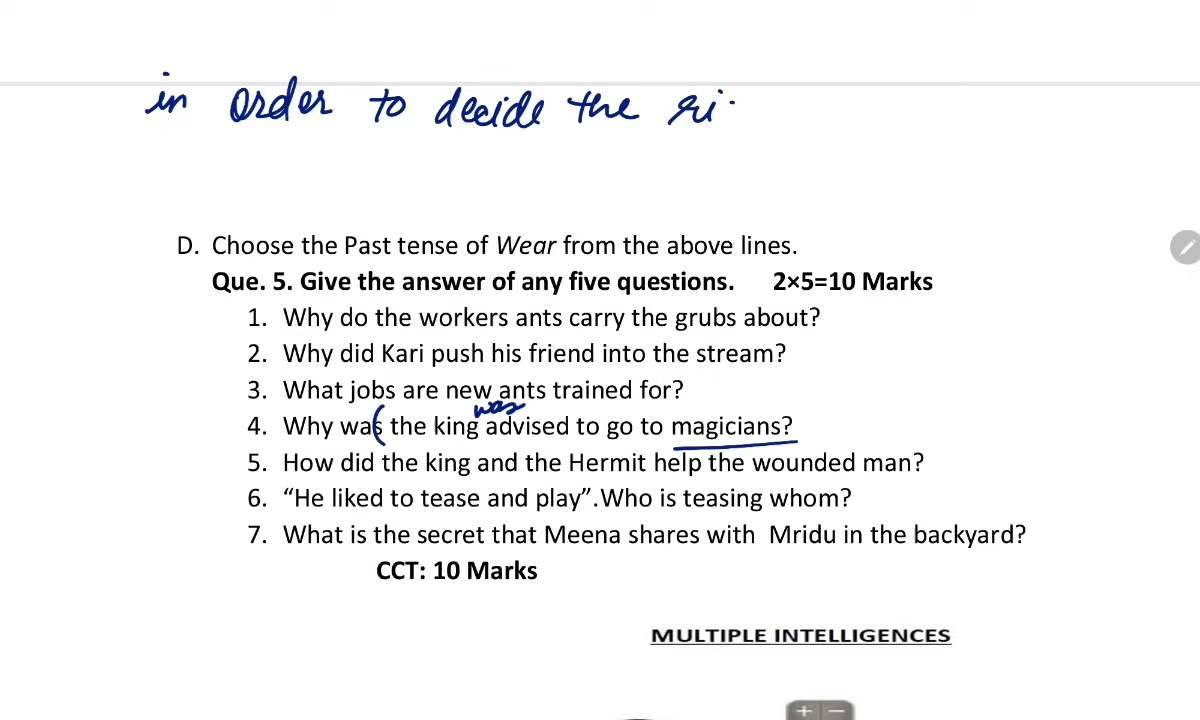 in order to decide the
D. Choose the Past tense of Wear from the above lines.
Que. 5. Give the answer of any five questions. 2×5=10 Marks
1. Why do the workers ants carry the grubs about?
2. Why did Kari push his friend into the stream?
3. What jobs are new ants trained for?
was
4. Why was the king advised to go to magicians?
5. How did the king and the Hermit help the wounded man?
6. “He liked to tease and play”.Who is teasing whom?
7. What is the secret that Meena shares with Mridu in the backyard?
CCT: 10 Marks
MULTIPLE INTELLIGENCES